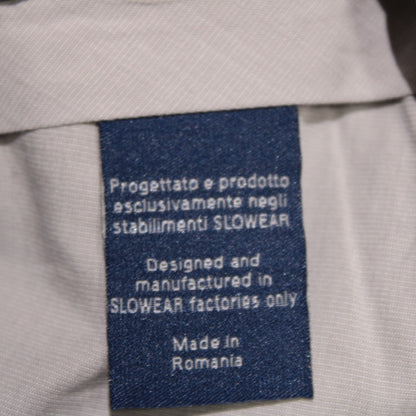 Progettato e prodotto
esclusivamente negli
stabilimenti SLOWEAR
Designed and
manufactured in
SLOWEAR factories only
Made in
Romania